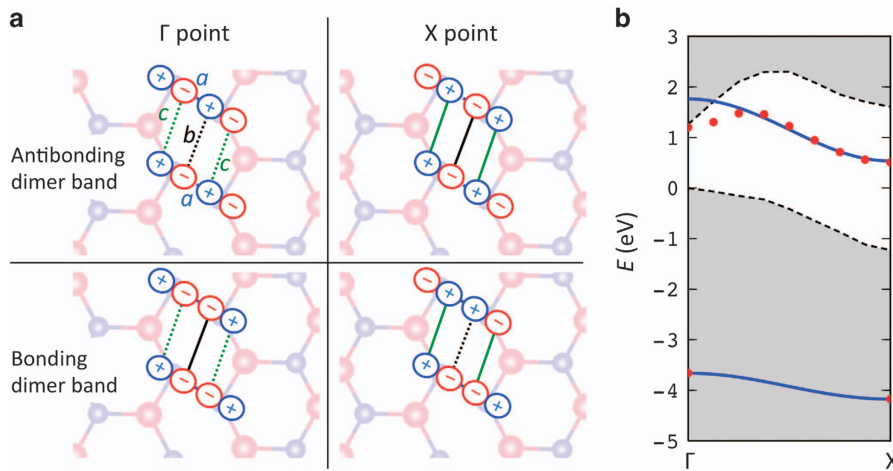 a
Γ point
X point
Antibonding
dimer band
+ − a + −
c
b
c
+ − + −
a
− + − +
+ − + −
Bonding
dimer band
+ − − +
+ − − +
− + + −
+ − − +
b
E (eV)
3
2
1
0
−1
−2
−3
−4
−5
Γ
X